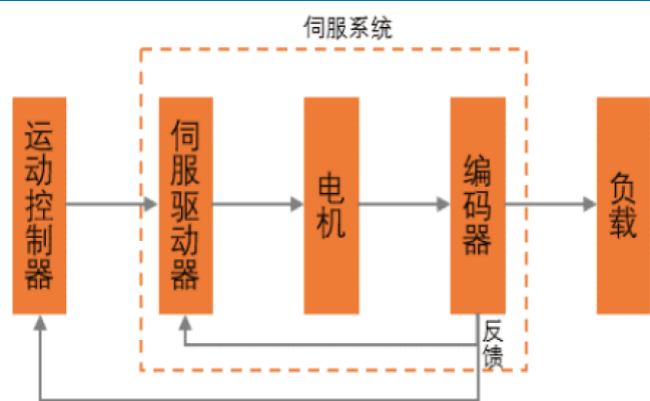 伺服系统
运动控制器
伺服驱动器
电机
编码器
负载
反馈